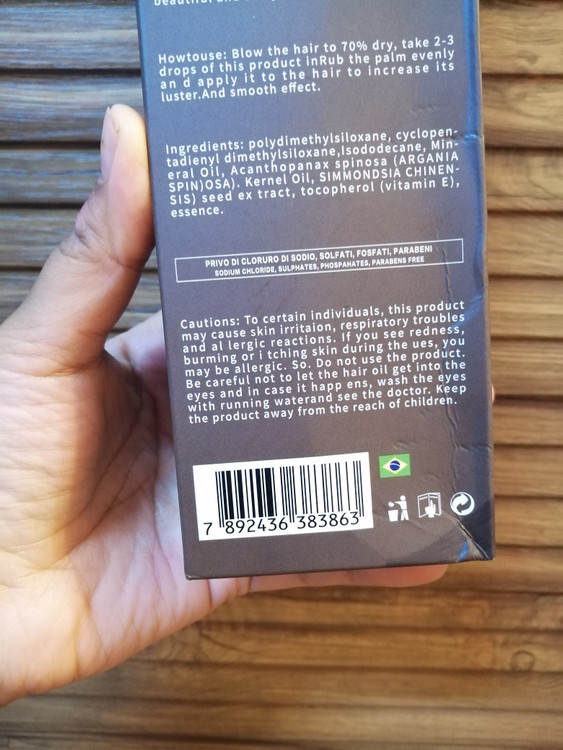 Howtouse: Blow the hair to 70% dry, take 2-3
drops of this product inRub the palm evenly
an d apply it to the hair to increase its
luster.And smooth effect.
Ingredients: polydimethylsiloxane, cyclopen-
tadienyl dimethylsiloxane,Isododecane, Min-
eral Oil, Acanthopanax spinosa (ARGANIA
SPIN)OSA). Kernel Oil, SIMMONDSIA CHINEN-
SIS) seed ex tract, tocopherol (vitamin E),
essence.
PRIVO DI CLORURO DI SODIO, SOLFATI, FOSFATI, PARABENI
SODIUM CHLORIDE, SULPHATES, PHOSPAHATES, PARABENS FREE
Cautions: To certain individuals, this product
may cause skin irritaion, respiratory troubles
and al lergic reactions. If you see redness,
burming or i tching skin during the ues, you
may be allergic. So. Do not use the product.
Be careful not to let the hair oil get into the
eyes and in case it happ ens, wash the eyes
with running waterand see the doctor. Keep
the product away from the reach of children.
7 892436 383863